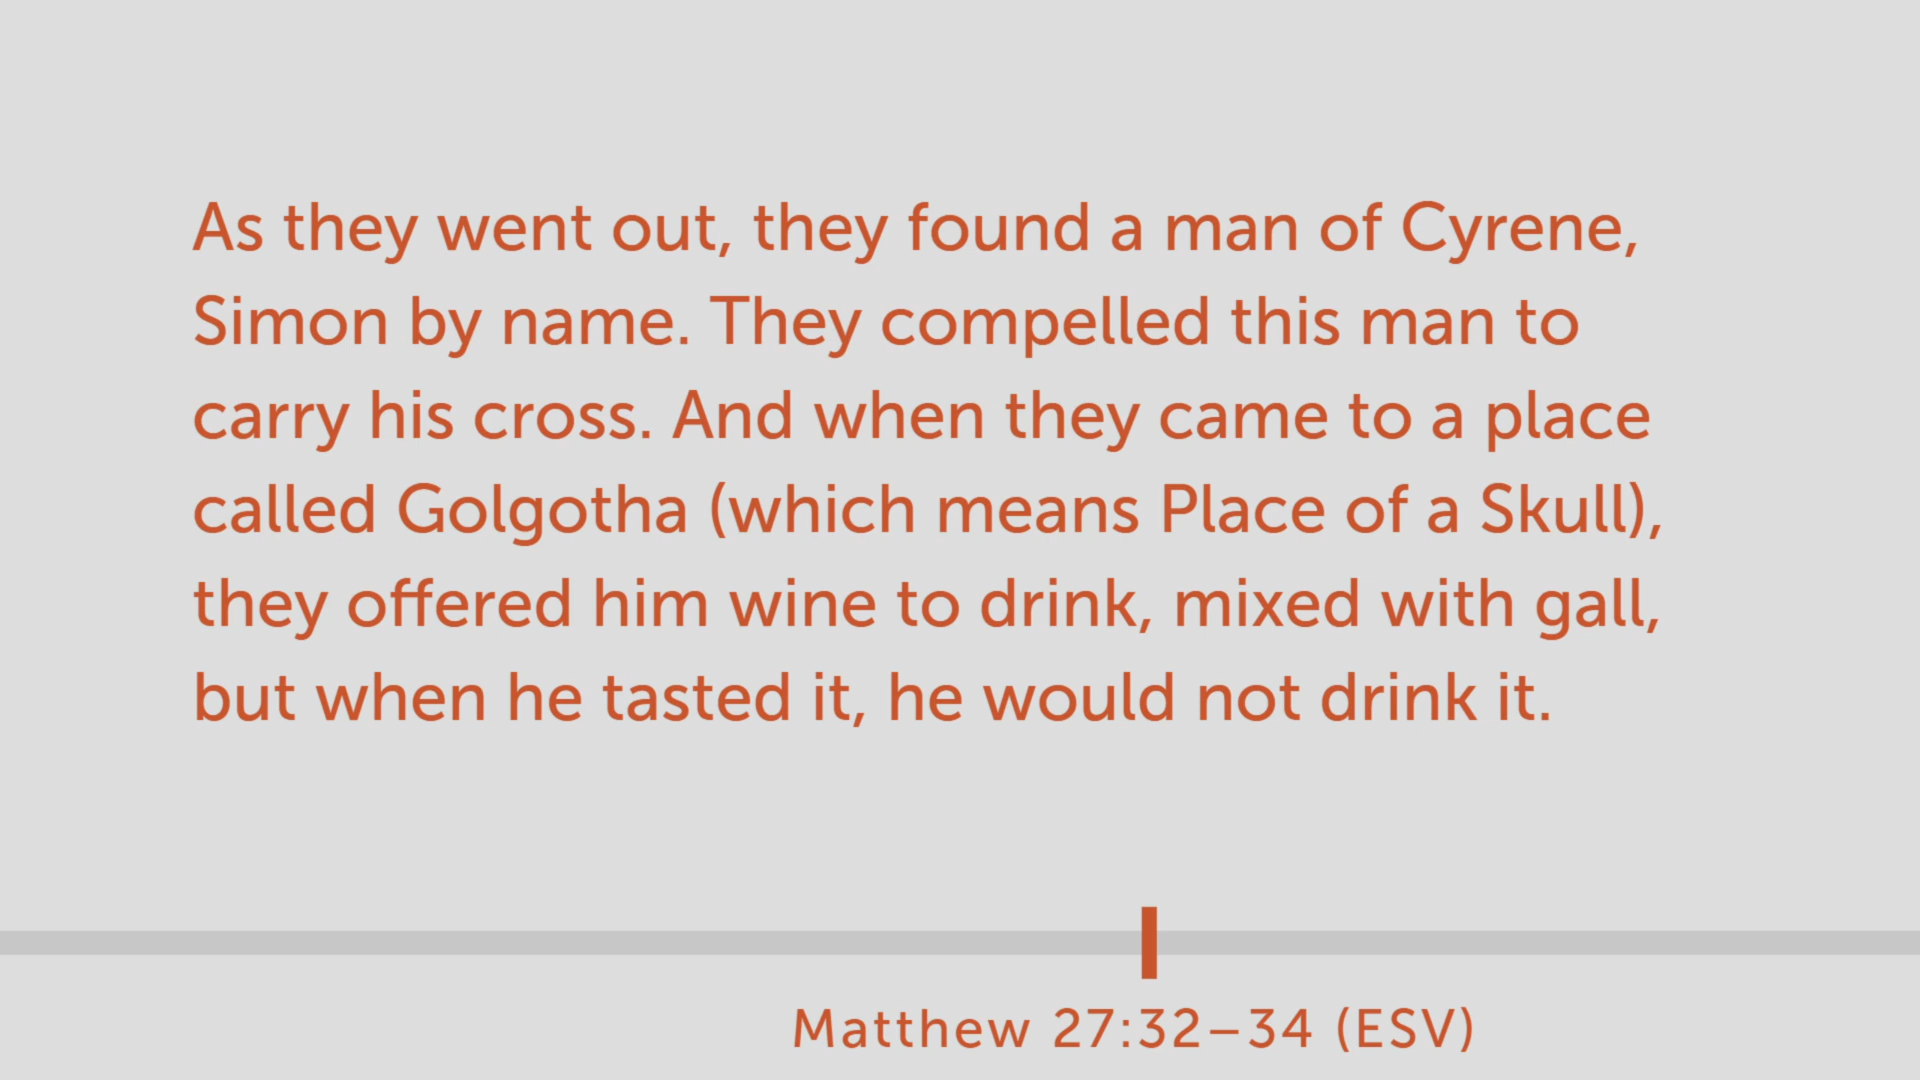 As they went out, they found a man of Cyrene,
Simon by name. They compelled this man to
carry his cross. And when they came to a place
called Golgotha (which means Place of a Skull),
they offered him wine to drink, mixed with gall,
but when he tasted it, he would not drink it.
Matthew 27:32–34 (ESV)